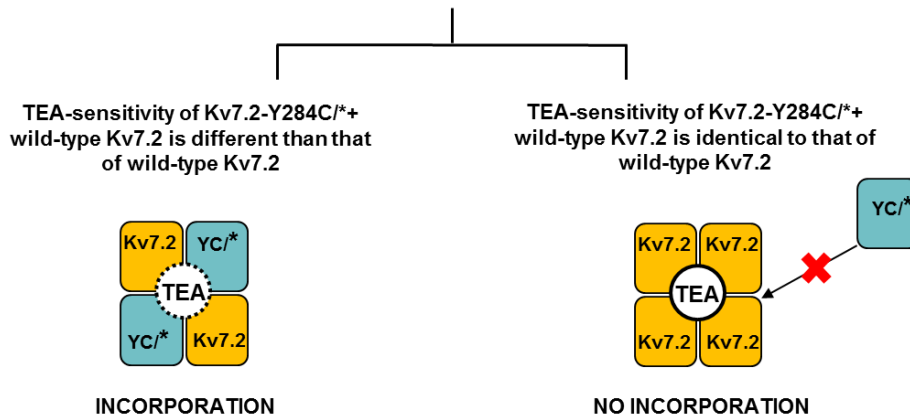 TEA-sensitivity of Kv7.2-Y284C/*+
wild-type Kv7.2 is different than that
of wild-type Kv7.2
Kv7.2
YC/*
TEA
YC/*
Kv7.2
INCORPORATION
TEA-sensitivity of Kv7.2-Y284C/*+
wild-type Kv7.2 is identical to that of
wild-type Kv7.2
YC/*
Kv7.2
Kv7.2
TEA
Kv7.2
Kv7.2
NO INCORPORATION